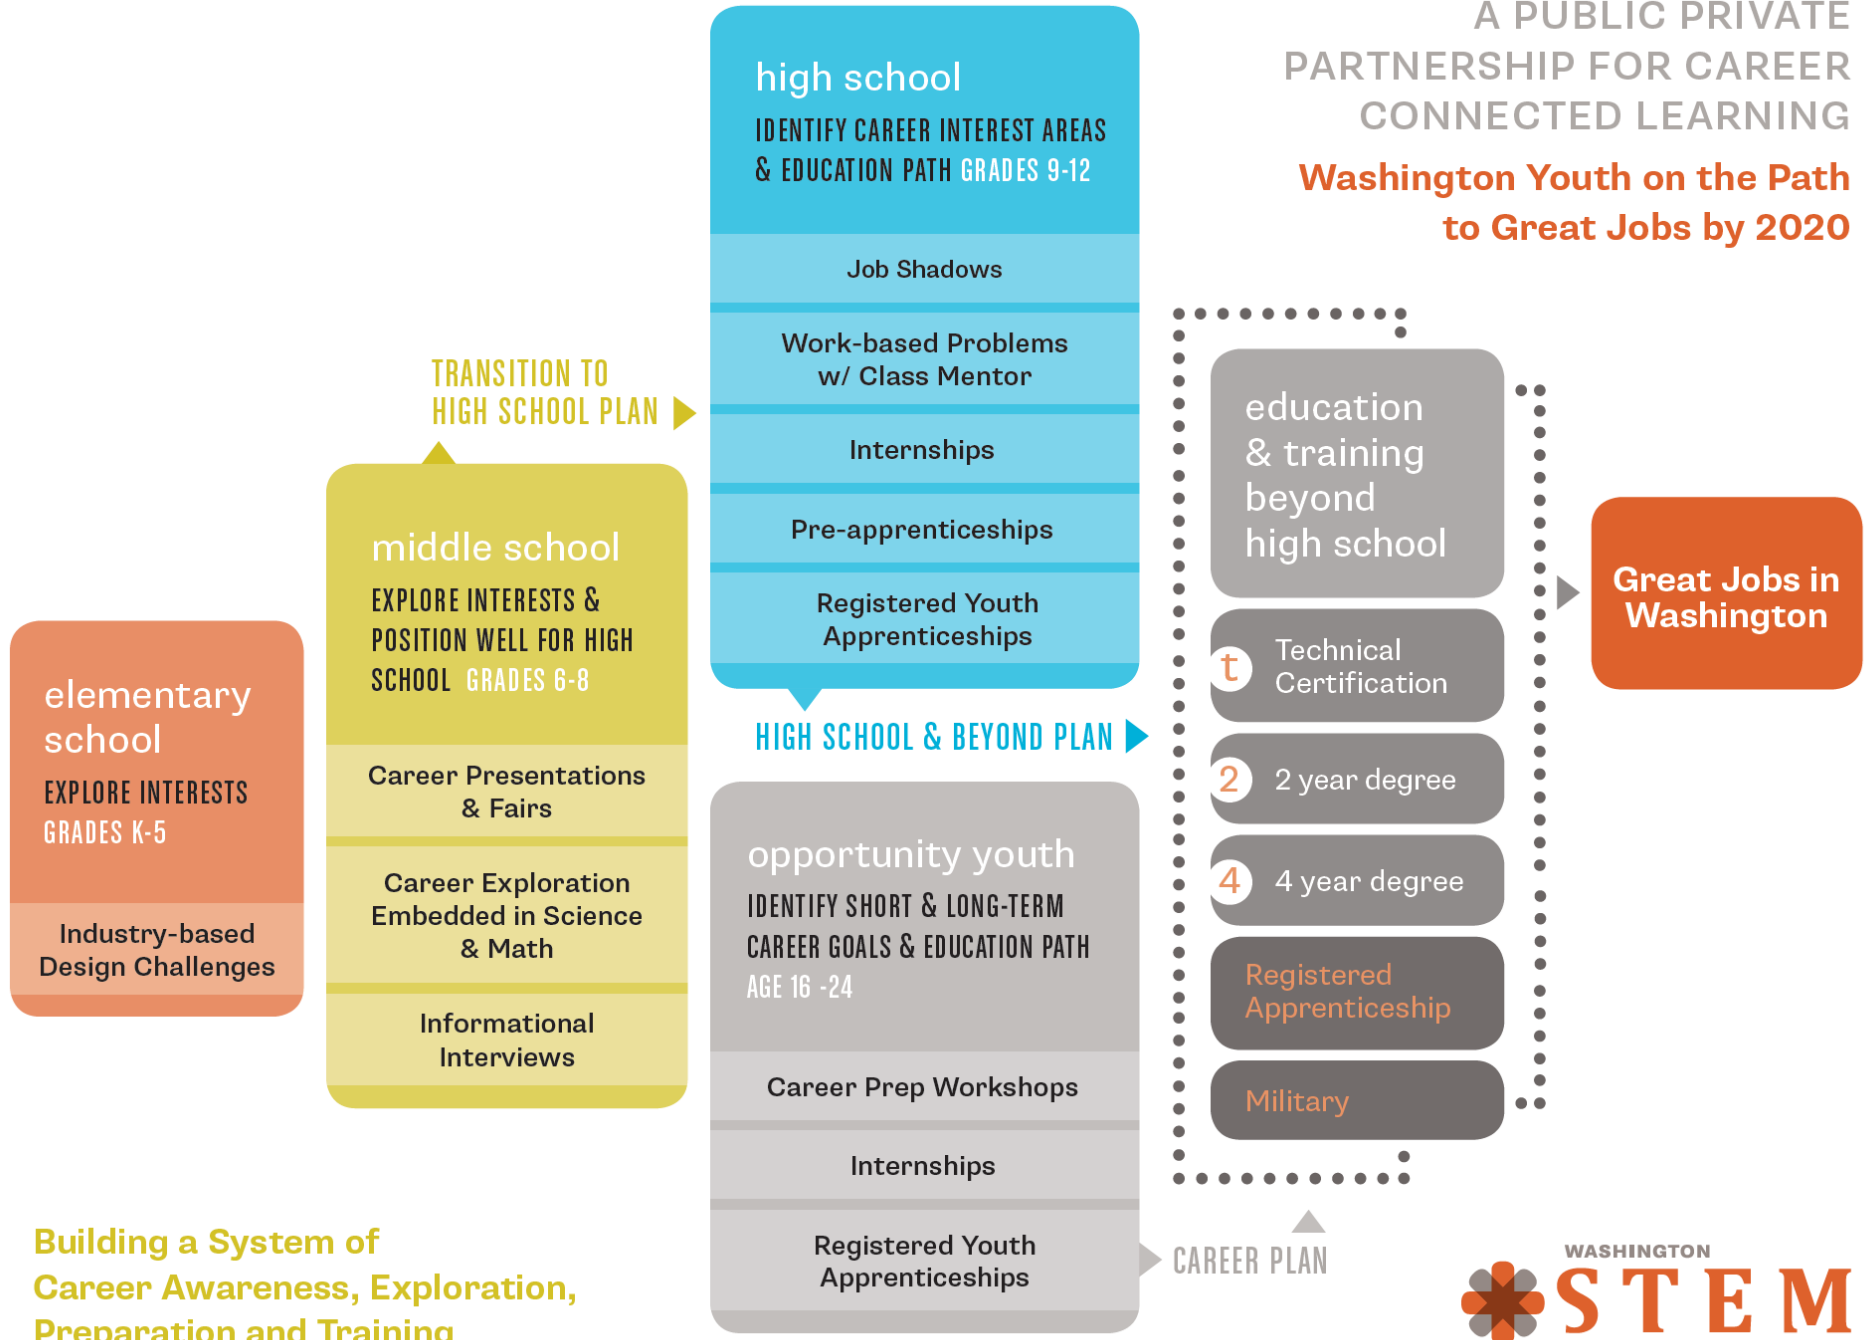 A PUBLIC PRIVATE
PARTNERSHIP FOR CAREER
CONNECTED LEARNING
Washington Youth on the Path
to Great Jobs by 2020
elementary
school
EXPLORE INTERESTS
GRADES K-5
Industry-based
Design Challenges
TRANSITION TO
HIGH SCHOOL PLAN
middle school
EXPLORE INTERESTS &
POSITION WELL FOR HIGH
SCHOOL GRADES 6-8
Career Presentations
& Fairs
Career Exploration
Embedded in Science
& Math
Informational
Interviews
high school
IDENTIFY CAREER INTEREST AREAS
& EDUCATION PATH GRADES 9-12
Job Shadows
Work-based Problems
w/ Class Mentor
Internships
Pre-apprenticeships
Registered Youth
Apprenticeships
HIGH SCHOOL & BEYOND PLAN
opportunity youth
IDENTIFY SHORT & LONG-TERM
CAREER GOALS & EDUCATION PATH
AGE 16 -24
Career Prep Workshops
Internships
Registered Youth
Apprenticeships
CAREER PLAN
education
& training
beyond
high school
t Technical
Certification
2 2 year degree
4 4 year degree
Registered
Apprenticeship
Military
Great Jobs in
Washington
Building a System of
Career Awareness, Exploration,
Preparation and Training
WASHINGTON
STEM